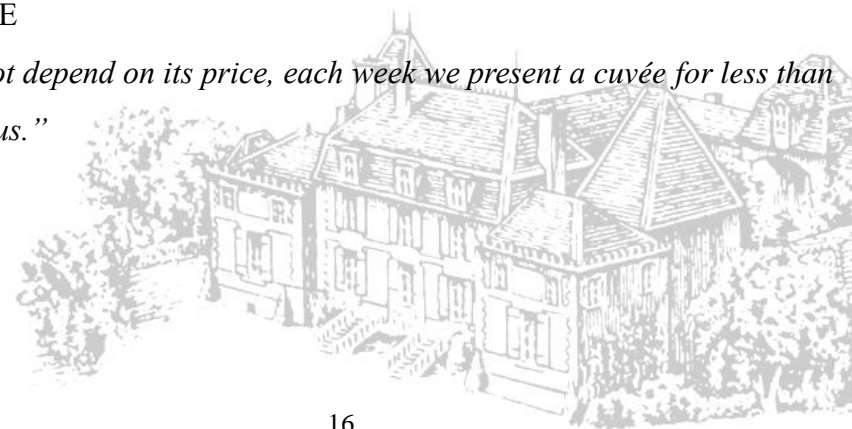 E
ot depend on its price, each week we present a cuvée for less than
us.”
16